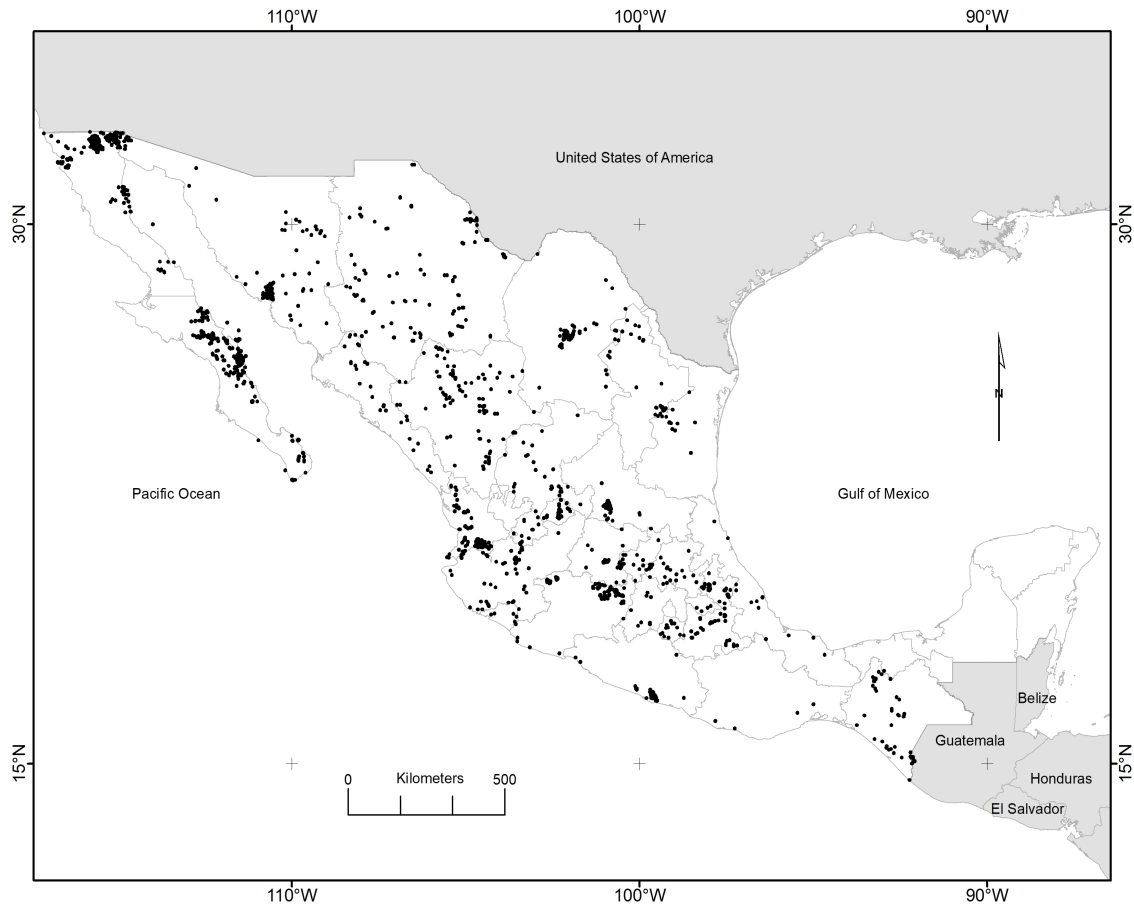 110°W 100°W 90°W
United States of America
30°N 30°N
N
Pacific Ocean Gulf of Mexico
Belize
Guatemala
15°N 15°N
Honduras
0 Kilometers 500
El Salvador
110°W 100°W 90°W